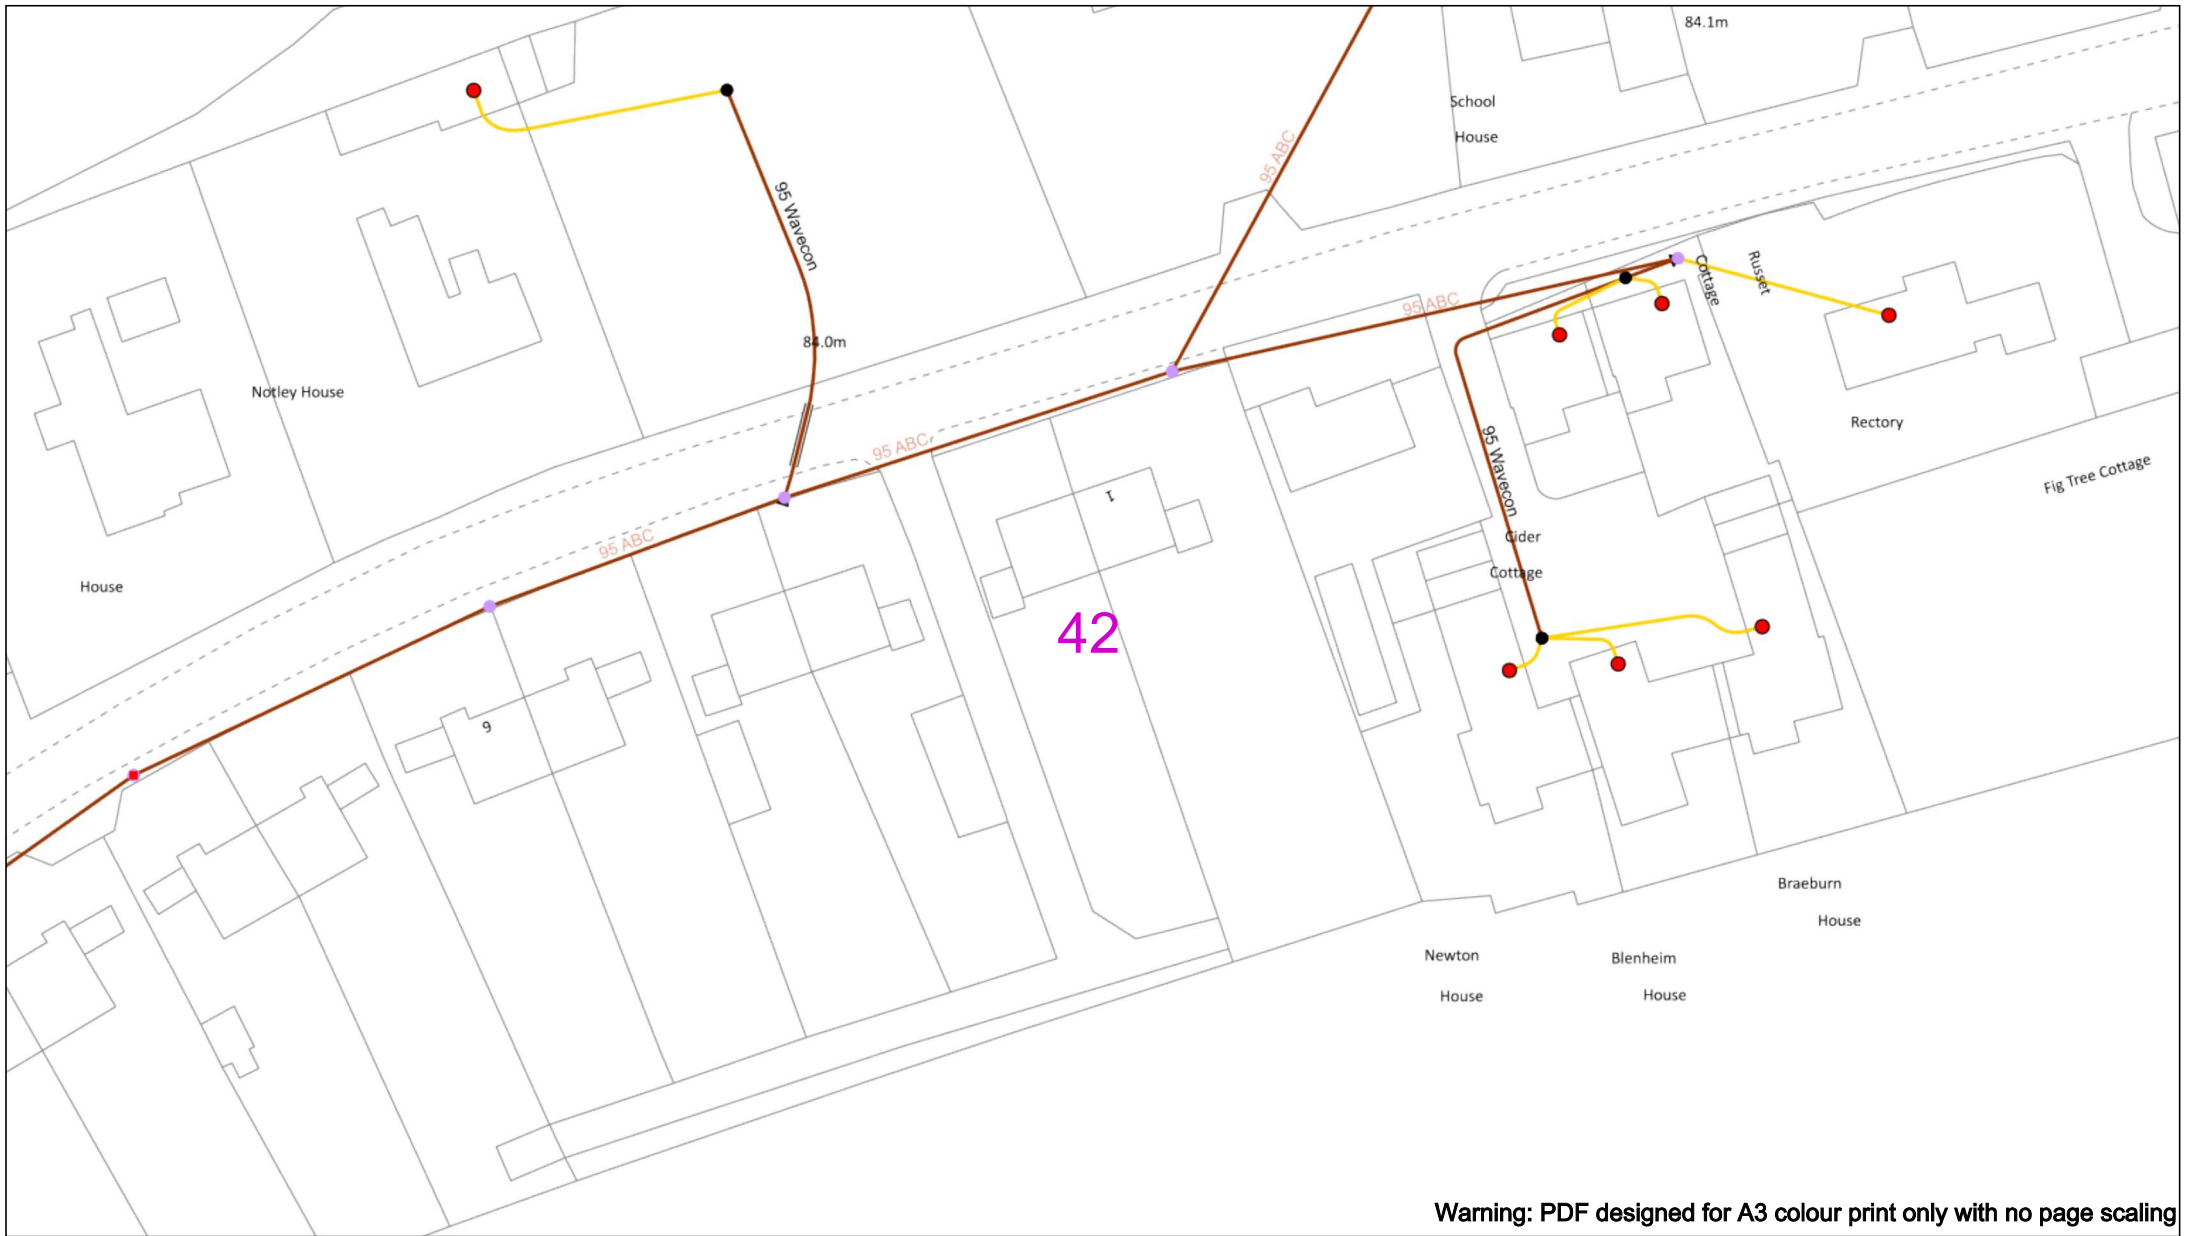 84.1m
School
House
95 ABC
95 Wavecon
Russet
Cottage
95 ABC
84.0m
Notley House
Rectory
95 ABC
Fig Tree Cottage
95 Wavecon
1
95 ABC
Cider
Cottage
House
42
6
Braeburn
House
Newton
House
Blenheim
House
Warning: PDF designed for A3 colour print only with no page scaling